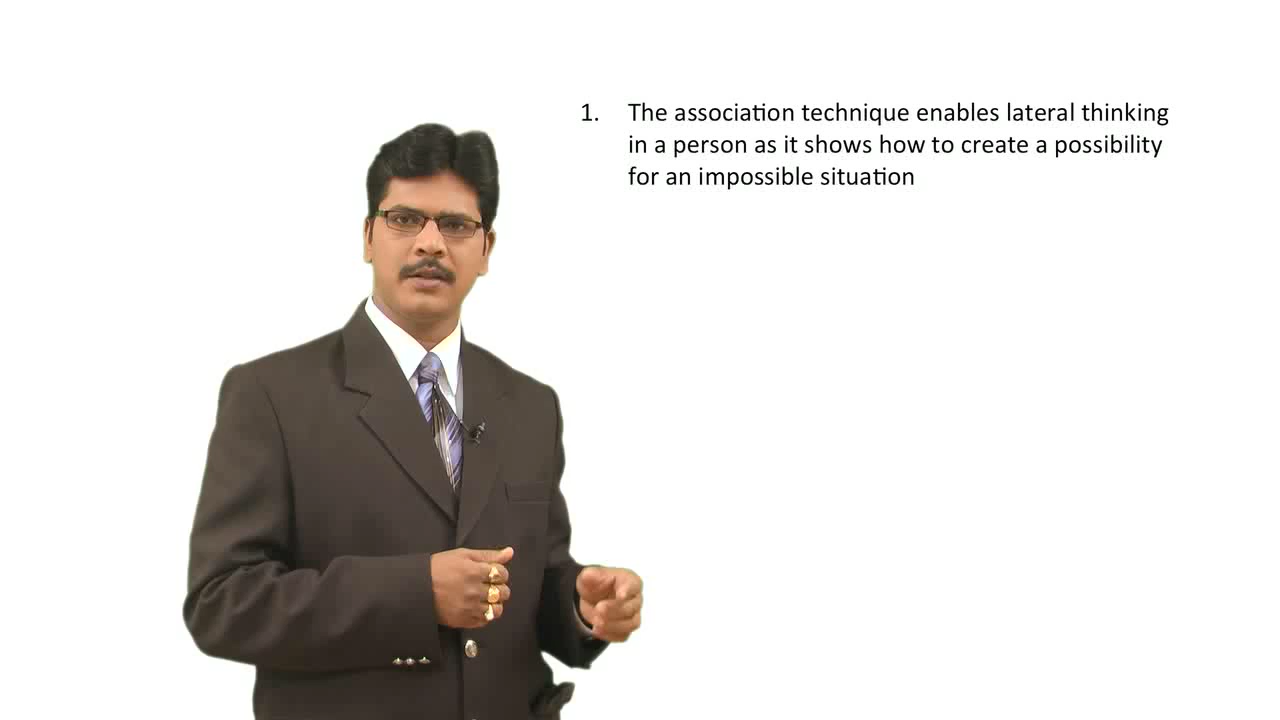 1. The association technique enables lateral thinking
in a person as it shows how to create a possibility
for an impossible situation